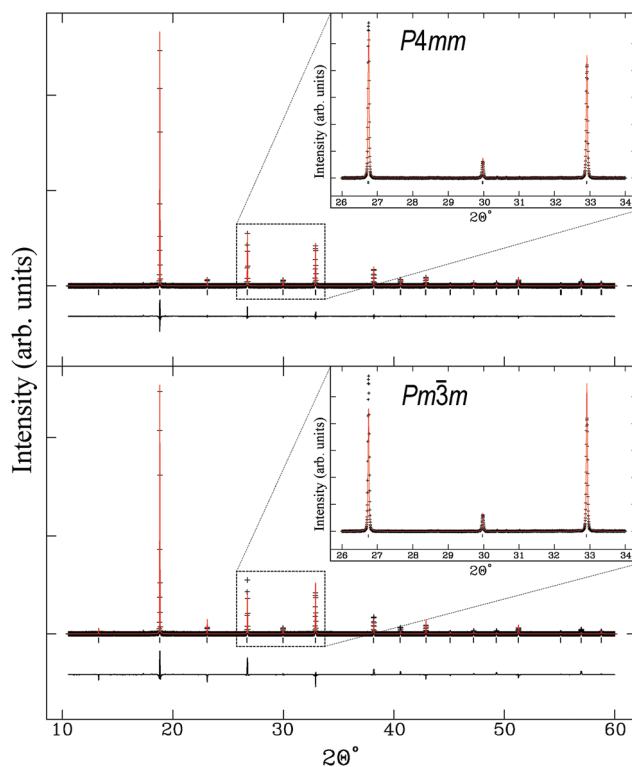 P4mm
Intensity (arb. units)
26 27 28 29 30 31 32 33 34
2Θ°
Intensity (arb. units)
Pm3̄m
Intensity (arb. units)
26 27 28 29 30 31 32 33 34
2Θ°
10 20 30 40 50 60
2Θ°